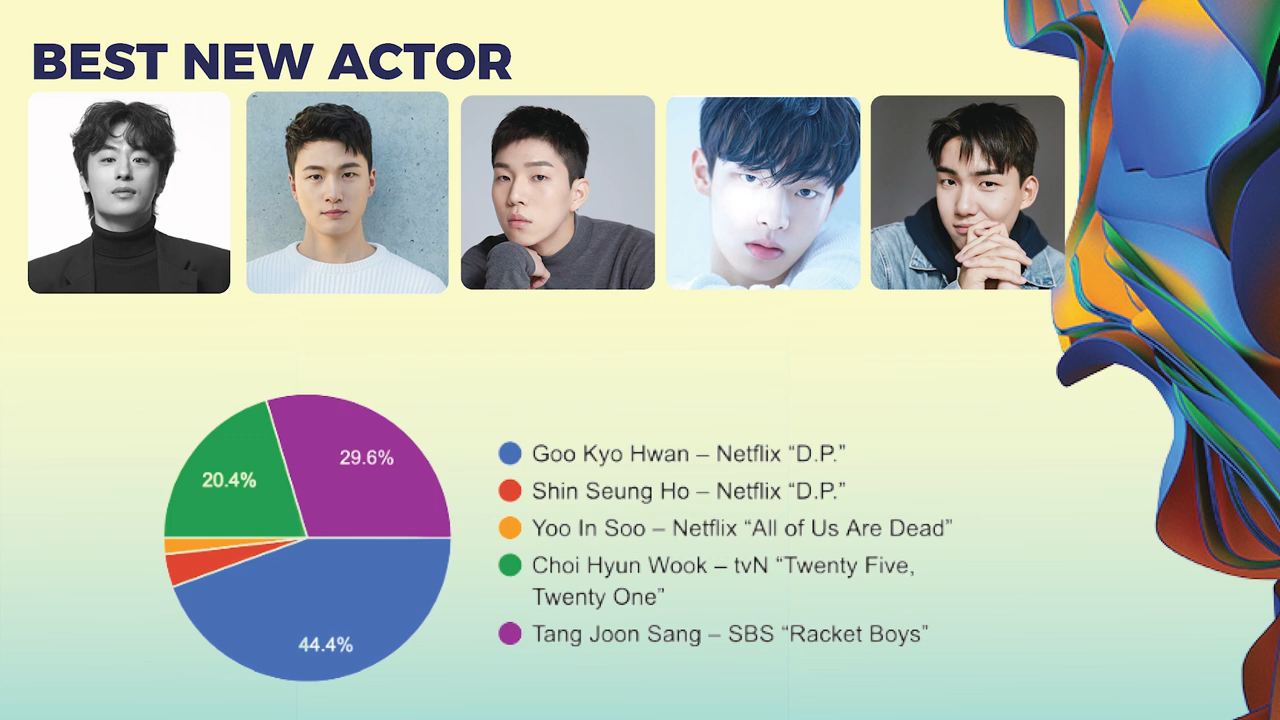 BEST NEW ACTOR
29.6%
20.4%
44.4%
Goo Kyo Hwan – Netflix “D.P.”
Shin Seung Ho – Netflix “D.P.”
Yoo In Soo – Netflix “All of Us Are Dead”
Choi Hyun Wook – tvN “Twenty Five,
Twenty One”
Tang Joon Sang – SBS “Racket Boys”